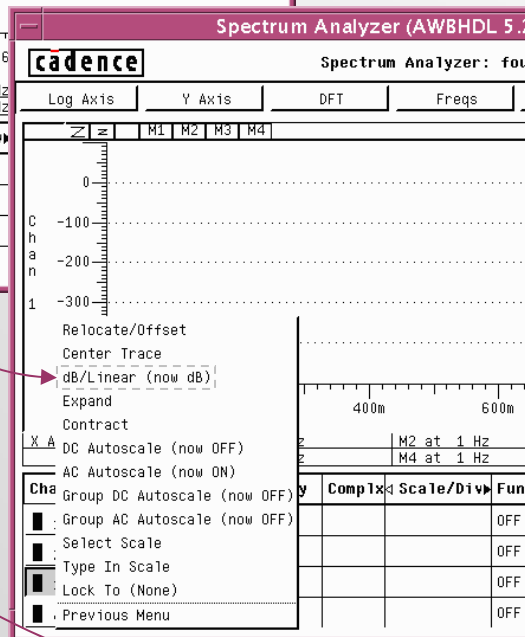 Spectrum Analyzer (AWBHDL 5.2
cādence
Spectrum Analyzer: fou
Log Axis
Y Axis
DFT
Freqs
Z z M1 M2 M3 M4
0
Chan 1
-100
-200
-300
400m
600m
Relocate/Offset
Center Trace
dB/Linear (now dB)
Expand
Contract
DC Autoscale (now OFF)
AC Autoscale (now ON)
Group DC Autoscale (now OFF)
Group AC Autoscale (now OFF)
Select Scale
Type In Scale
Lock To (None)
Previous Menu
X A
z M2 at 1 Hz
z M4 at 1 Hz
Cha
y
Complx
Scale/Div
Fun
OFF
OFF
OFF
OFF